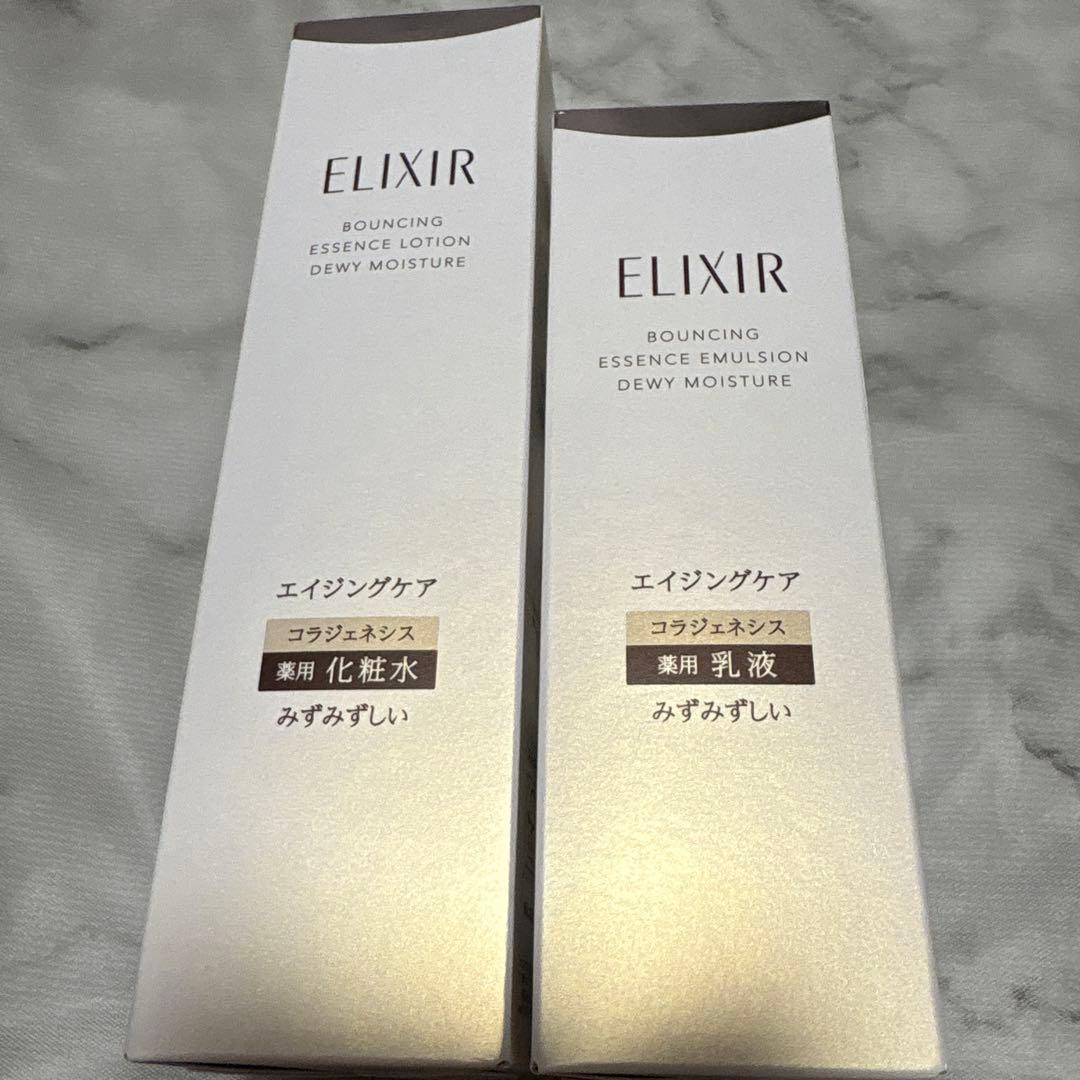 ELIXIR
BOUNCING
ESSENCE LOTION
DEWY MOISTURE
エイジングケア
コラジェネシス
薬用 化粧水
みずみずしい
ELIXIR
BOUNCING
ESSENCE EMULSION
DEWY MOISTURE
エイジングケア
コラジェネシス
薬用 乳液
みずみずしい